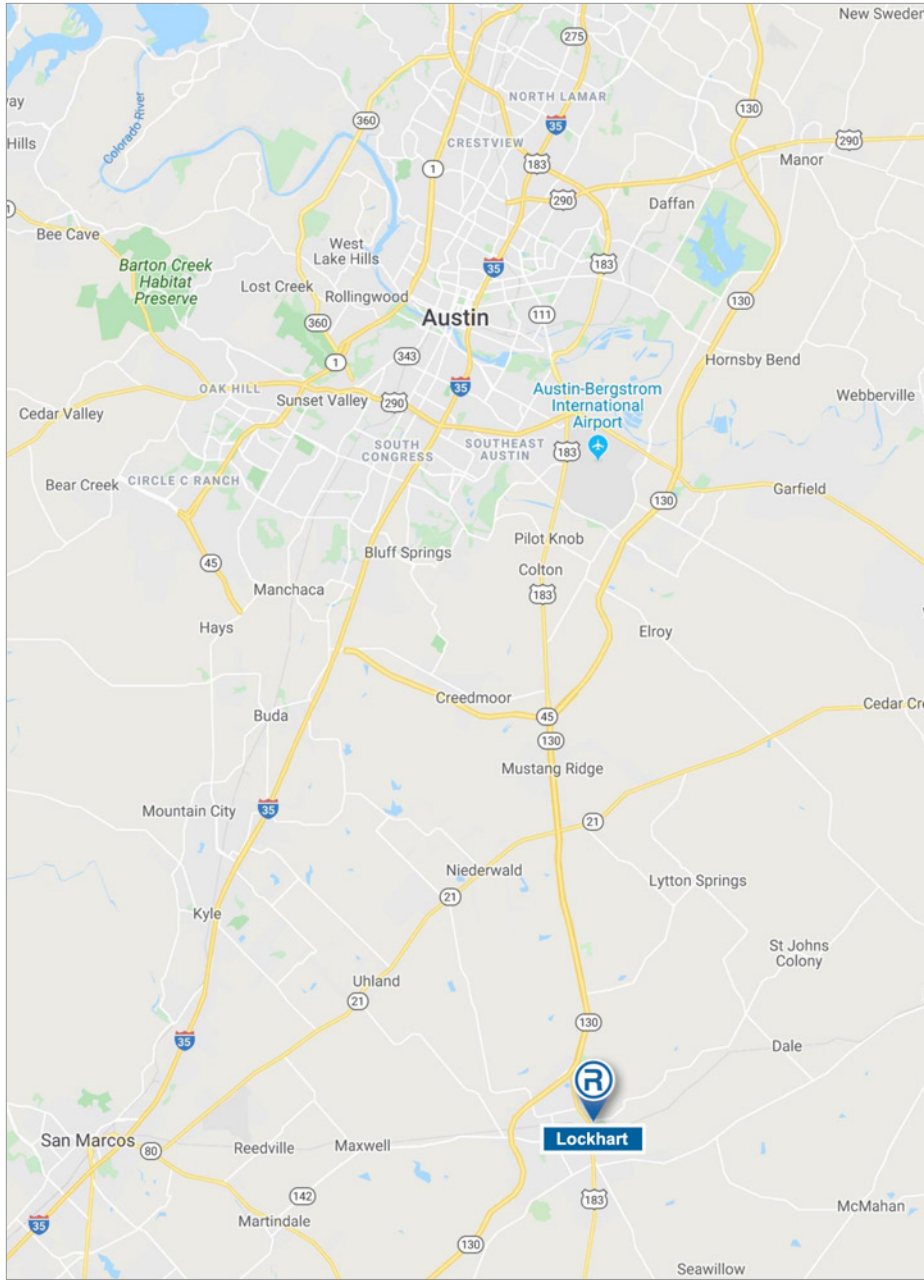 New Sweden
275
NORTH LAMAR
130
ay
Hills
Colorado River
360
35
CRESTVIEW
1
183
290
Manor
290
Daffan
1
Bee Cave
West
Lake Hills
Barton Creek
Habitat
Preserve
Lost Creek
Rollingwood
35
183
130
360
Austin
111
1
343
Hornsby Bend
OAK HILL
Sunset Valley
290
35
Austin-Bergstrom
International
Airport
Webberville
Cedar Valley
SOUTH
CONGRESS
SOUTHEAST
AUSTIN
183
Bear Creek
CIRCLE C RANCH
130
Garfield
Pilot Knob
Bluff Springs
45
Colton
Manchaca
183
Hays
Elroy
Creedmoor
Cedar Cre
Buda
45
130
Mustang Ridge
Mountain City
35
21
Niederwald
Lytton Springs
21
Kyle
St Johns
Colony
Uhland
21
130
35
Dale
R
San Marcos
80
Reedville
Maxwell
Lockhart
142
183
McMahan
Martindale
35
130
Seawillow